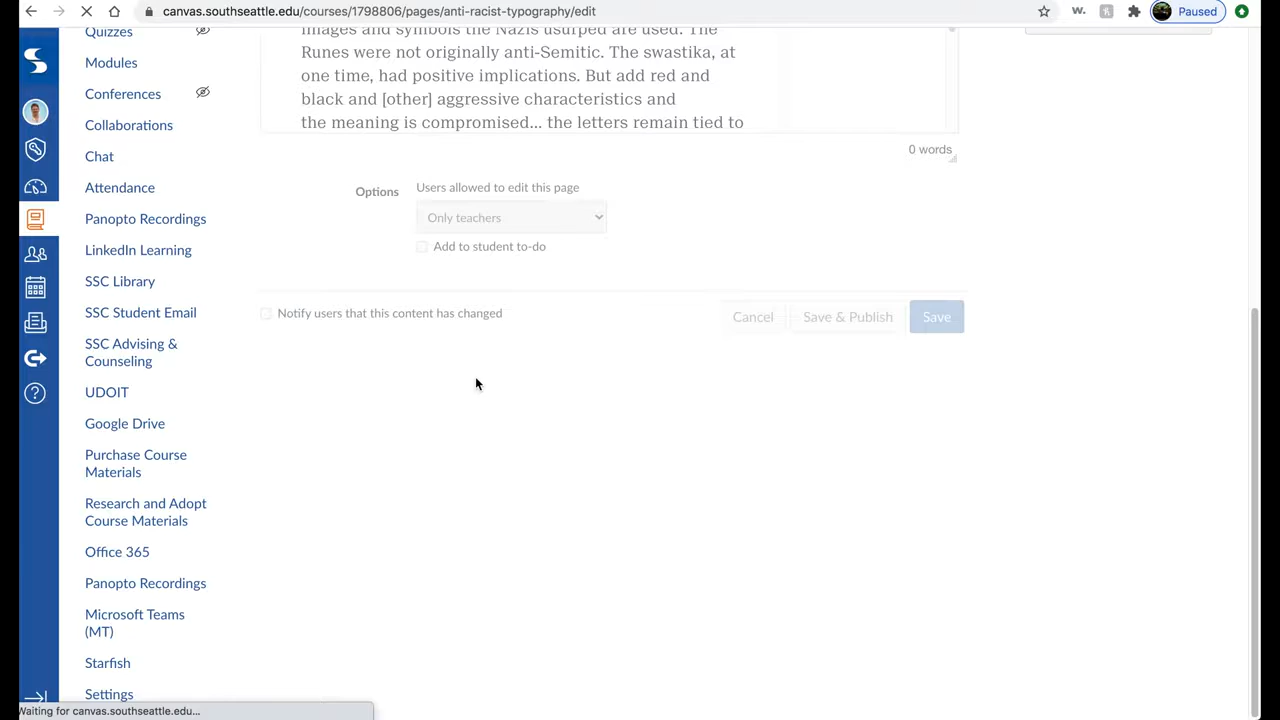 canvas.southseattle.edu/courses/1798806/pages/anti-racist-typography/edit
W.
Paused
Quizzes
Modules
Conferences
Collaborations
Chat
Attendance
Panopto Recordings
LinkedIn Learning
SSC Library
SSC Student Email
SSC Advising &
Counseling
UDOIT
Google Drive
Purchase Course
Materials
Research and Adopt
Course Materials
Office 365
Panopto Recordings
Microsoft Teams
(MT)
Starfish
Settings
images and symbols the Nazis usurped are used. The
Runes were not originally anti-Semitic. The swastika, at
one time, had positive implications. But add red and
black and [other] aggressive characteristics and
the meaning is compromised... the letters remain tied to
0 words
Options
Users allowed to edit this page
Only teachers
Add to student to-do
Notify users that this content has changed
Cancel
Save & Publish
Save
Waiting for canvas.southseattle.edu...